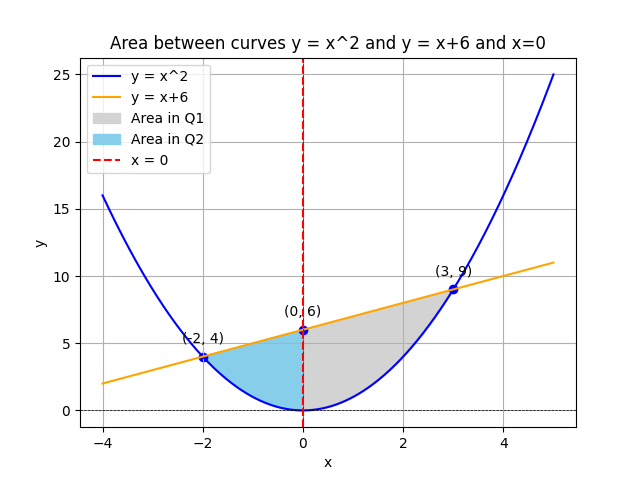 Area between curves y = x^2 and y = x+6 and x=0
y = x^2
y = x+6
Area in Q1
Area in Q2
x = 0
25
20
15
10
5
0
y
(3, 9)
(0, 6)
(-2, 4)
−4 −2 0 2 4
x